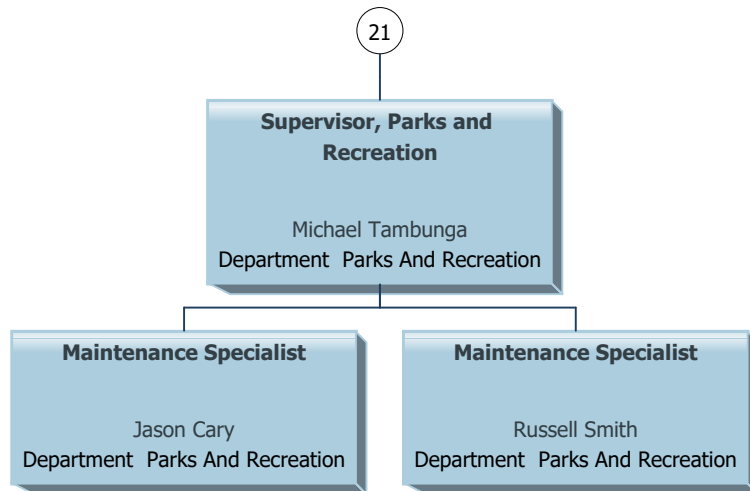 21
Supervisor, Parks and
Recreation
Michael Tambunga
Department  Parks And Recreation
Maintenance Specialist
Jason Cary
Department  Parks And Recreation
Maintenance Specialist
Russell Smith
Department  Parks And Recreation